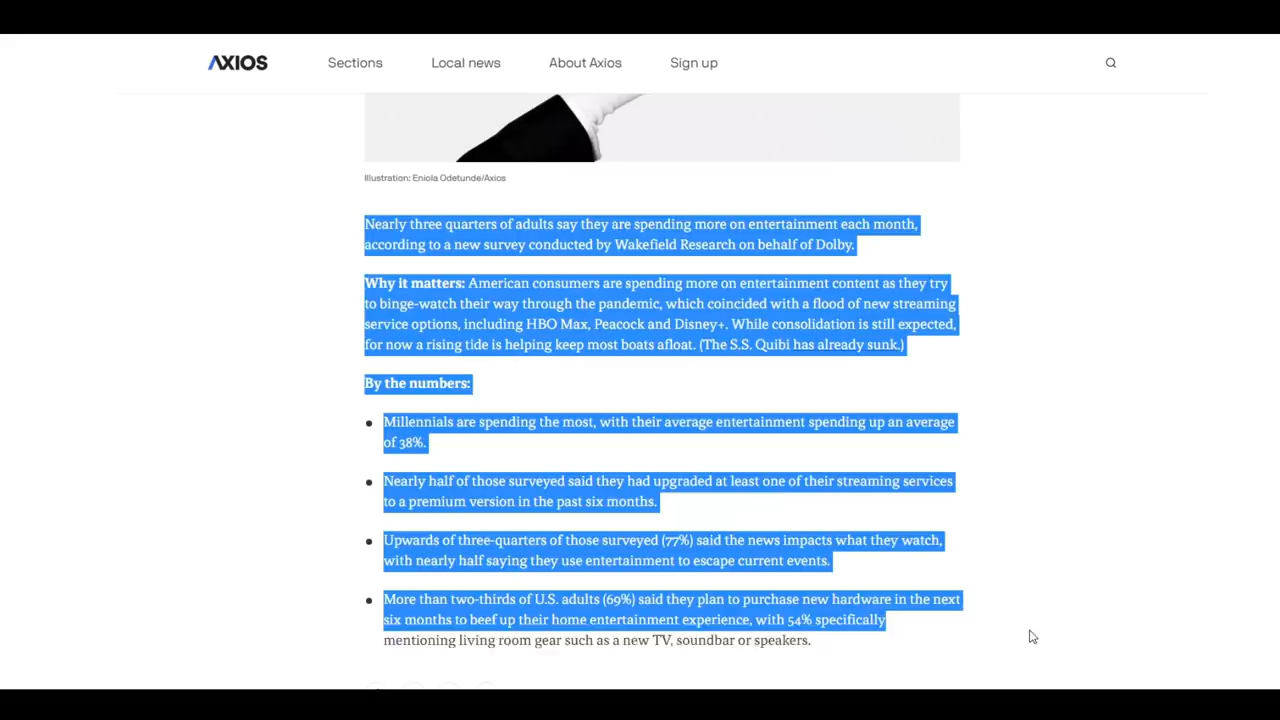 AXIOS Sections Local news About Axios Sign up
Illustration: Eniola Odetunde/Axios
Nearly three quarters of adults say they are spending more on entertainment each month,
according to a new survey conducted by Wakefield Research on behalf of Dolby.
Why it matters: American consumers are spending more on entertainment content as they try
to binge-watch their way through the pandemic, which coincided with a flood of new streaming
service options, including HBO Max, Peacock and Disney+. While consolidation is still expected,
for now a rising tide is helping keep most boats afloat. (The S.S. Quibi has already sunk.)
By the numbers:
Millennials are spending the most, with their average entertainment spending up an average
of 38%.
Nearly half of those surveyed said they had upgraded at least one of their streaming services
to a premium version in the past six months.
Upwards of three-quarters of those surveyed (77%) said the news impacts what they watch,
with nearly half saying they use entertainment to escape current events.
More than two-thirds of U.S. adults (69%) said they plan to purchase new hardware in the next
six months to beef up their home entertainment experience, with 54% specifically
mentioning living room gear such as a new TV, soundbar or speakers.